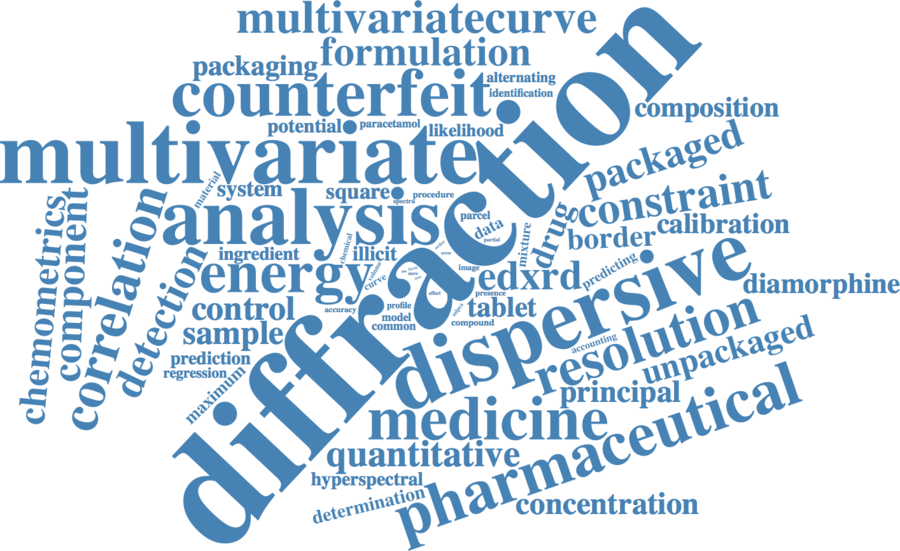 multivariatecurve
formulation
packaging
alternating
counterfeit
identification
composition
potential
paracetamol
likelihood
multivariate
diffraction
packaged
material
system
square
spectra
procedure
constraint
chemometrics
component
correlation
analysis
parcel
data
partial
mixture
drug
calibration
border
detection
ingredient
chemical
illicit
energy
volume
curve
image
edxrd
predicting
dispersive
diamorphine
effect
presence
control
accuracy
profile
tablet
model
compound
common
sample
accounting
resolution
unpackaged
prediction
regression
maximum
principal
medicine
pharmaceutical
quantitative
hyperspectral
determination
concentration